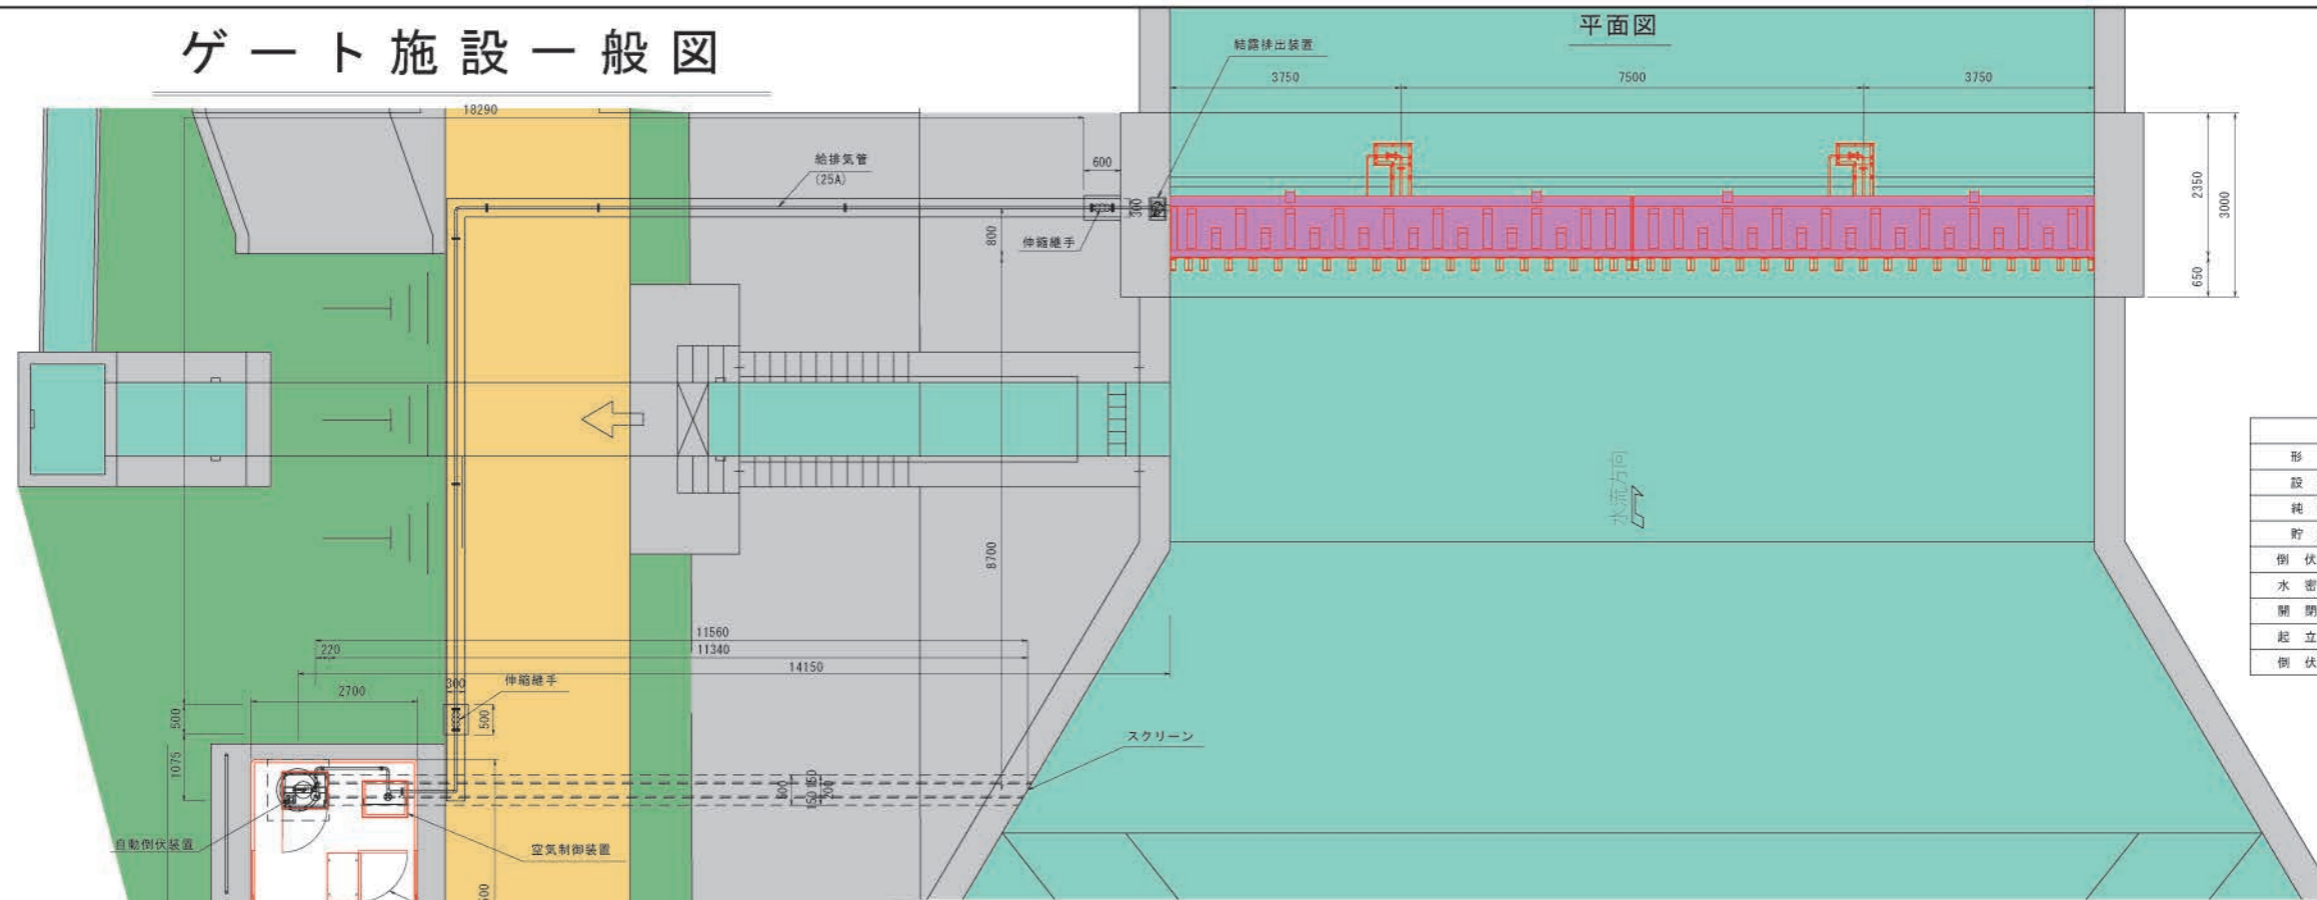 ゲート施設一般図
平面図
結露排出装置
3750
7500
3750
18290
給排気管
(25A)
600
300
2350
3000
800
伸縮継手
650
水流方向
形
設
純
貯
倒 伏
水 密
開 閉
起 立
倒 伏
8700
11560
220
11340
14150
2700
300
伸縮継手
500
500
スクリーン
1075
600
150
150
200
自動倒伏装置
空気制御装置